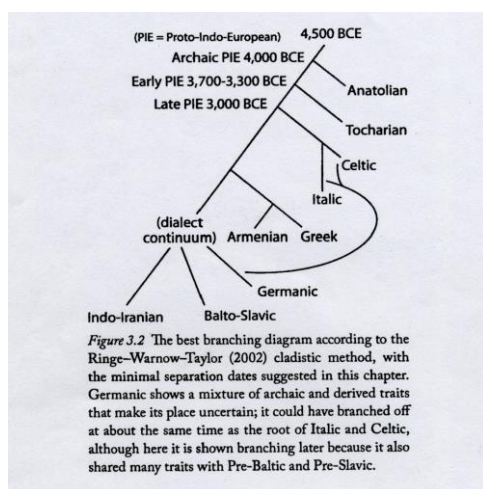 (PIE = Proto-Indo-European) 4,500 BCE
Archaic PIE 4,000 BCE
Early PIE 3,700-3,300 BCE
Anatolian
Late PIE 3,000 BCE
Tocharian
Celtic
Italic
(dialect
continuum) Armenian Greek
Germanic
Indo-Iranian Balto-Slavic
Figure 3.2 The best branching diagram according to the
Ringe–Warnow–Taylor (2002) cladistic method, with
the minimal separation dates suggested in this chapter.
Germanic shows a mixture of archaic and derived traits
that make its place uncertain; it could have branched off
at about the same time as the root of Italic and Celtic,
although here it is shown branching later because it also
shared many traits with Pre-Baltic and Pre-Slavic.